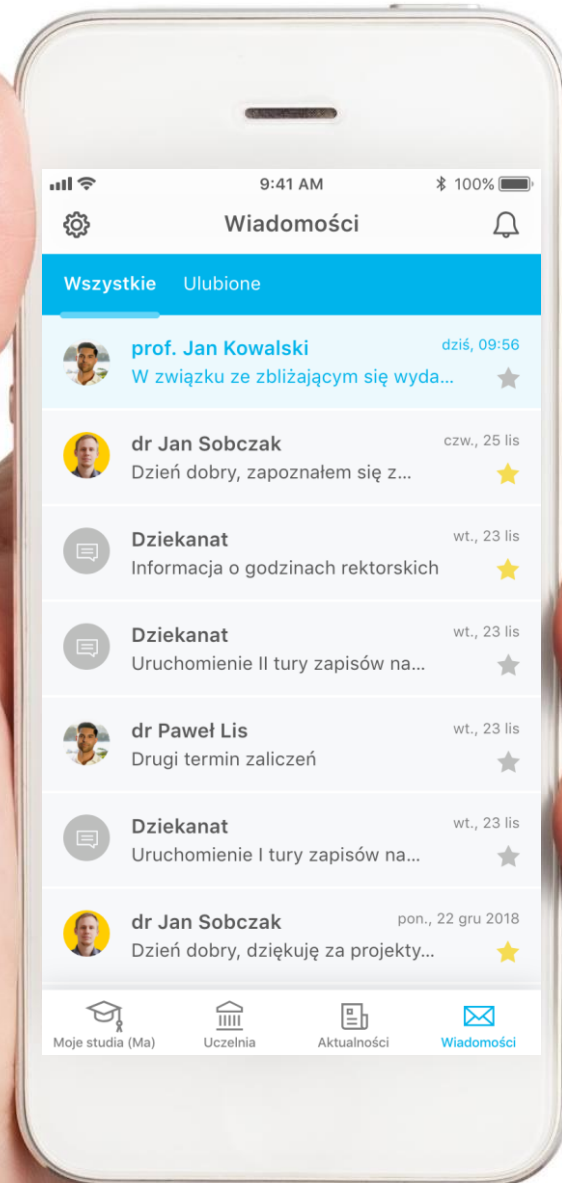 9:41 AM 100%
Wiadomości
Wszystkie Ulubione
prof. Jan Kowalski dziś, 09:56
W związku ze zbliżającym się wyda...
dr Jan Sobczak czw., 25 lis
Dzień dobry, zapoznałem się z...
Dziekanat wt., 23 lis
Informacja o godzinach rektorskich
Dziekanat wt., 23 lis
Uruchomienie II tury zapisów na...
dr Paweł Lis wt., 23 lis
Drugi termin zaliczeń
Dziekanat wt., 23 lis
Uruchomienie I tury zapisów na...
dr Jan Sobczak pon., 22 gru 2018
Dzień dobry, dziękuję za projekty...
Moje studia (Ma) Uczelnia Aktualności Wiadomości